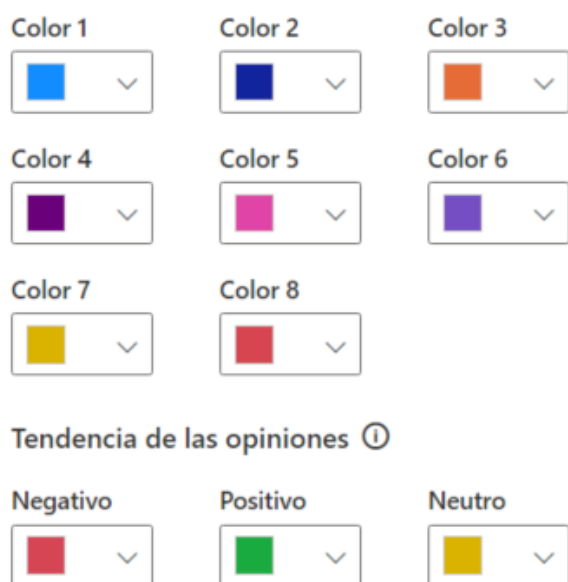 Color 1 Color 2 Color 3
Color 4 Color 5 Color 6
Color 7 Color 8
Tendencia de las opiniones
Negativo Positivo Neutro